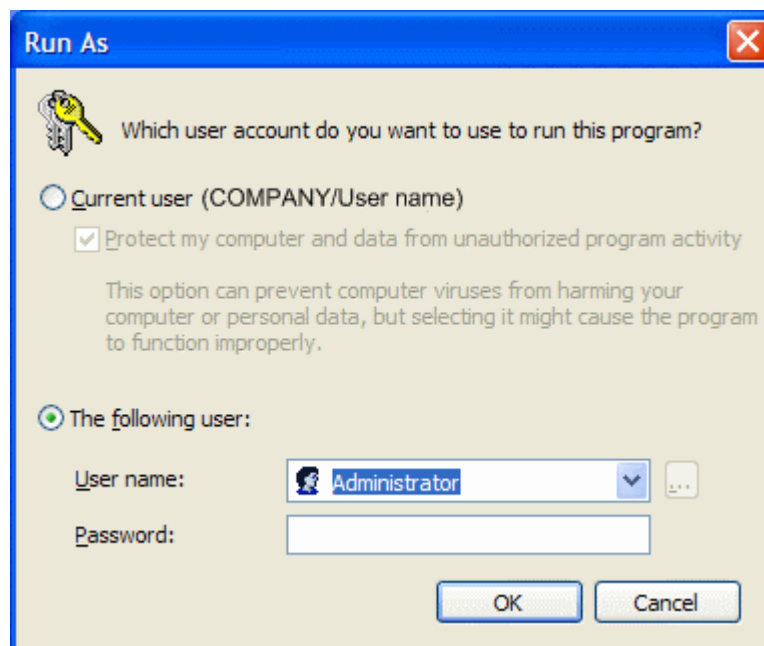 Run As
Which user account do you want to use to run this program?
Current user (COMPANY/User name)
Protect my computer and data from unauthorized program activity
This option can prevent computer viruses from harming your
computer or personal data, but selecting it might cause the program
to function improperly.
The following user:
User name: Administrator ...
Password:
OK Cancel